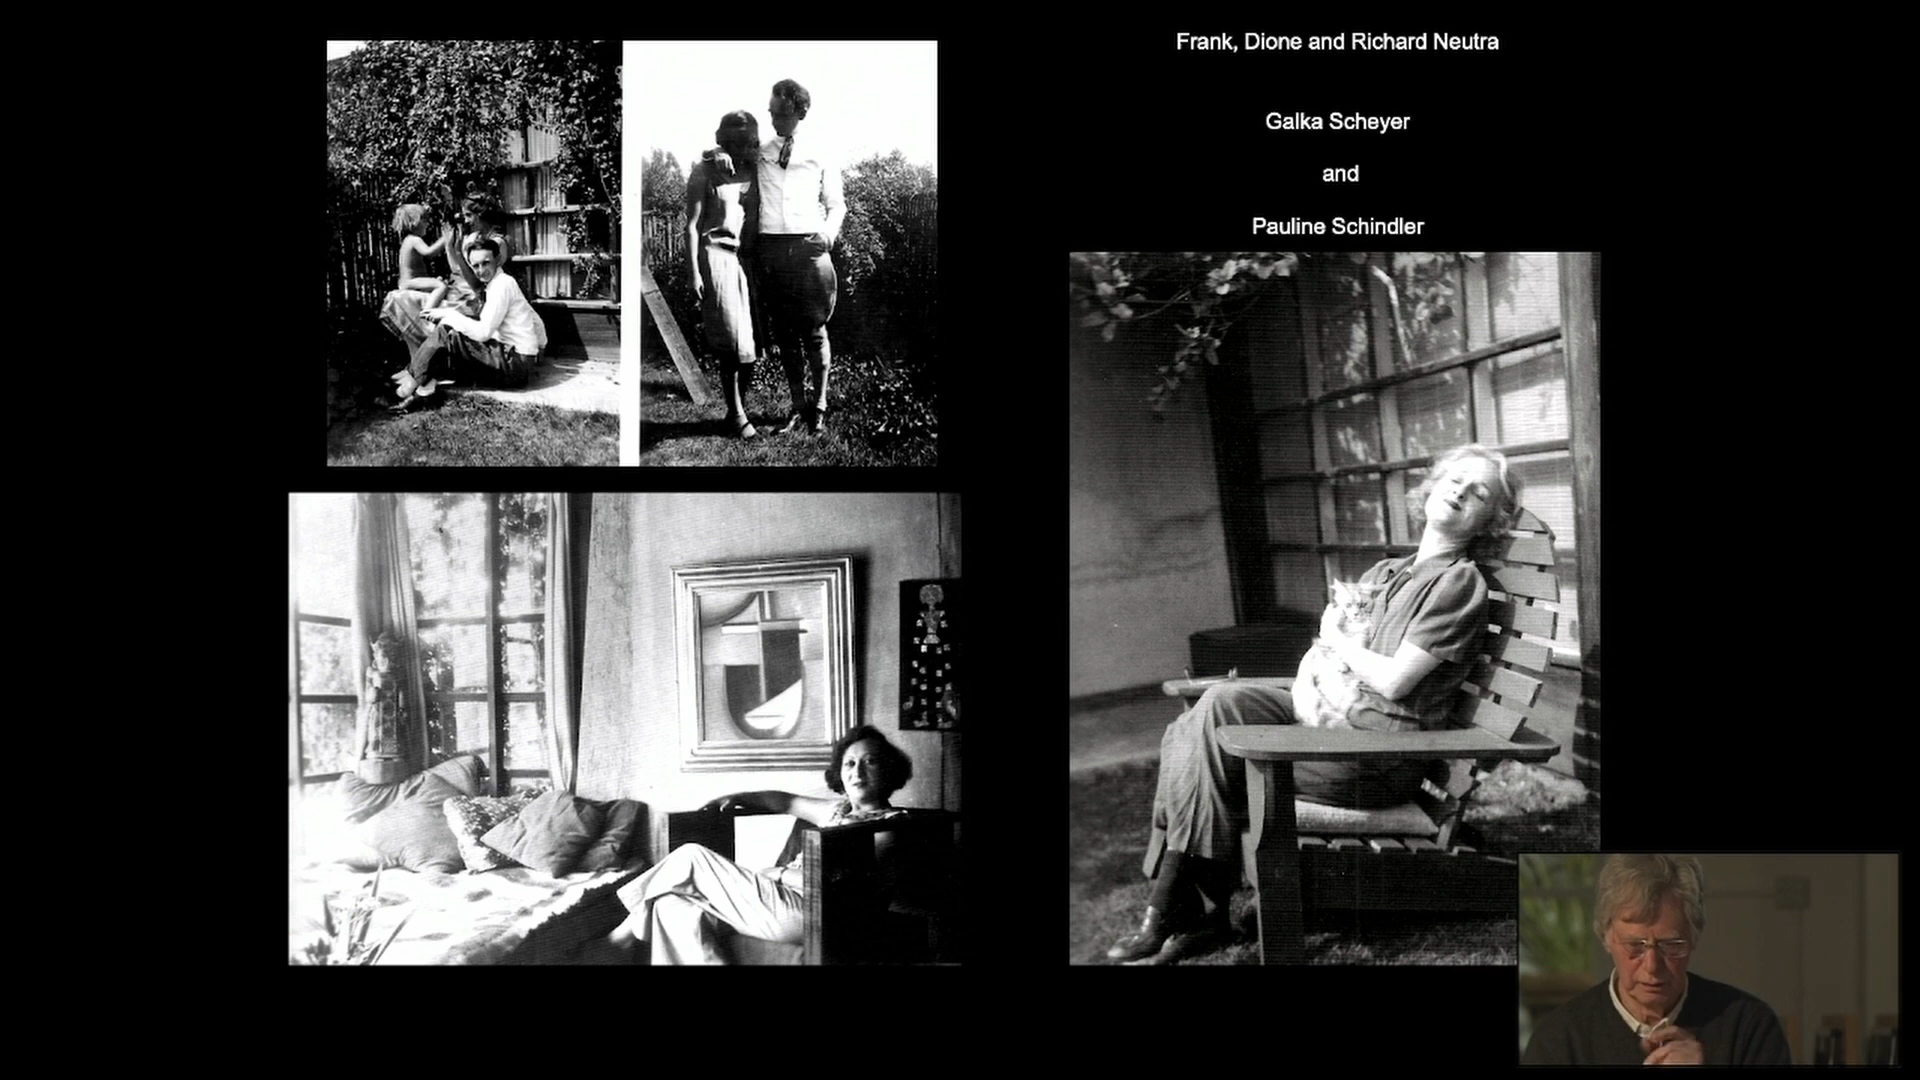 Frank, Dione and Richard Neutra
Galka Scheyer
and
Pauline Schindler